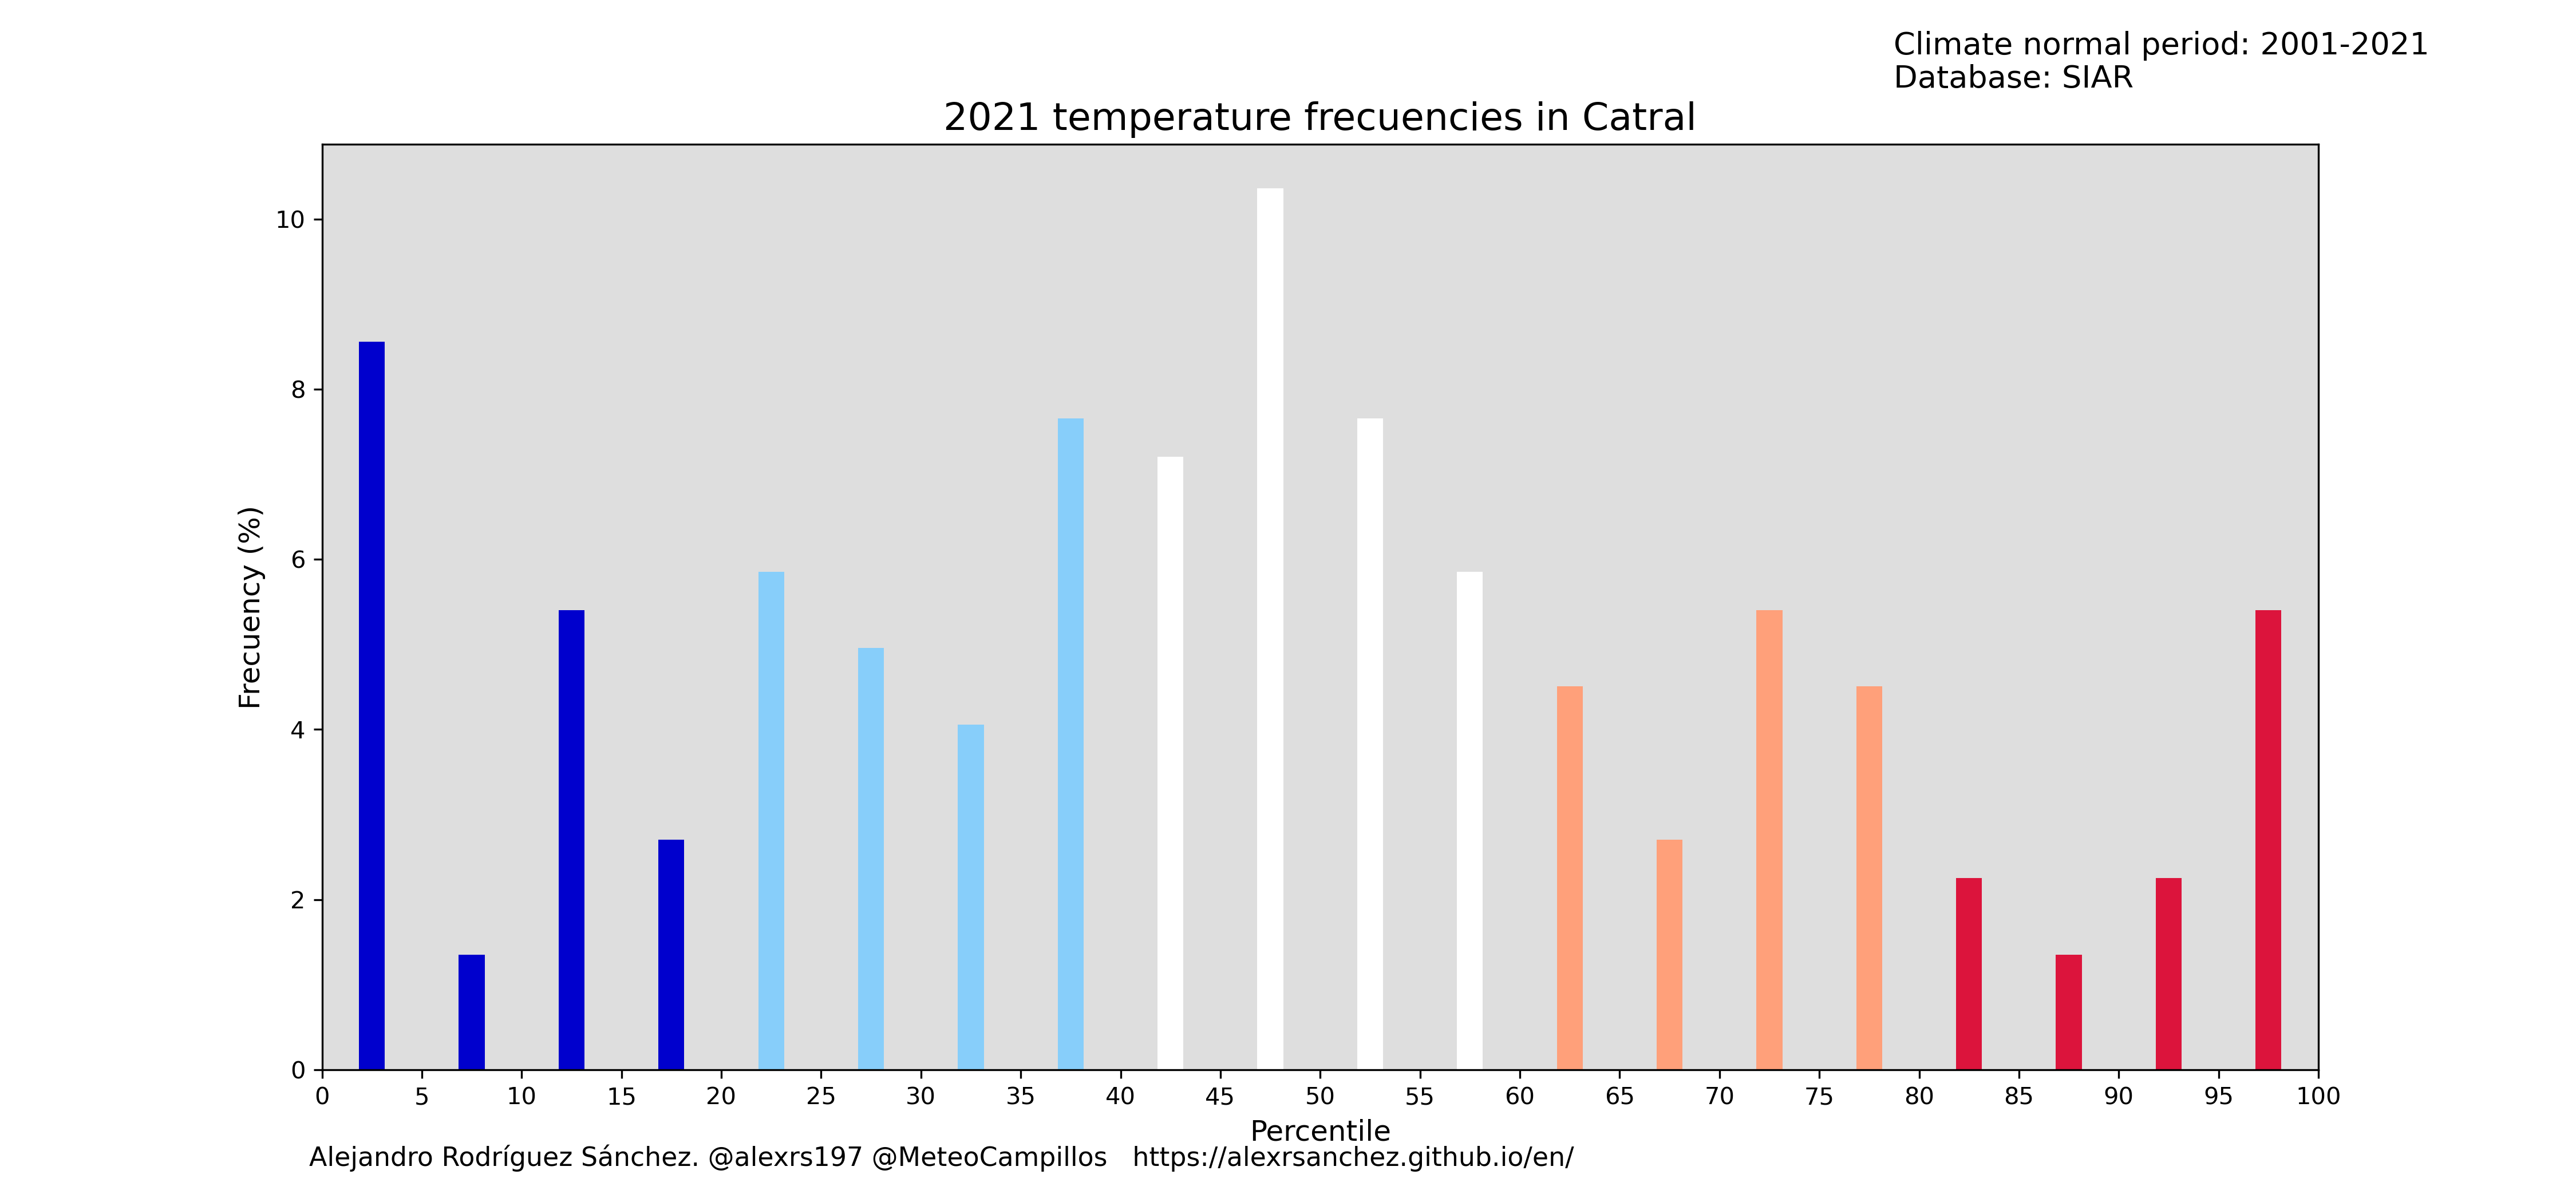 Climate normal period: 2001-2021
Database: SIAR
2021 temperature frecuencies in Catral
10
8
6
4
2
0
Frecuency (%)
0 5 10 15 20 25 30 35 40 45 50 55 60 65 70 75 80 85 90 95 100
Percentile
Alejandro Rodríguez Sánchez. @alexrs197 @MeteoCampillos https://alexrsanchez.github.io/en/